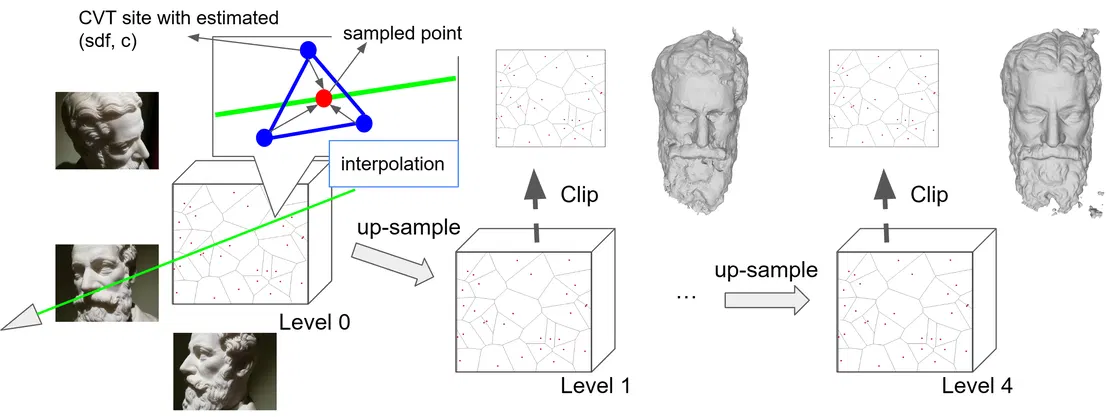 CVT site with estimated
(sdf, c)
sampled point
interpolation
Level 0
up-sample
Clip
Level 1
...
up-sample
Clip
Level 4